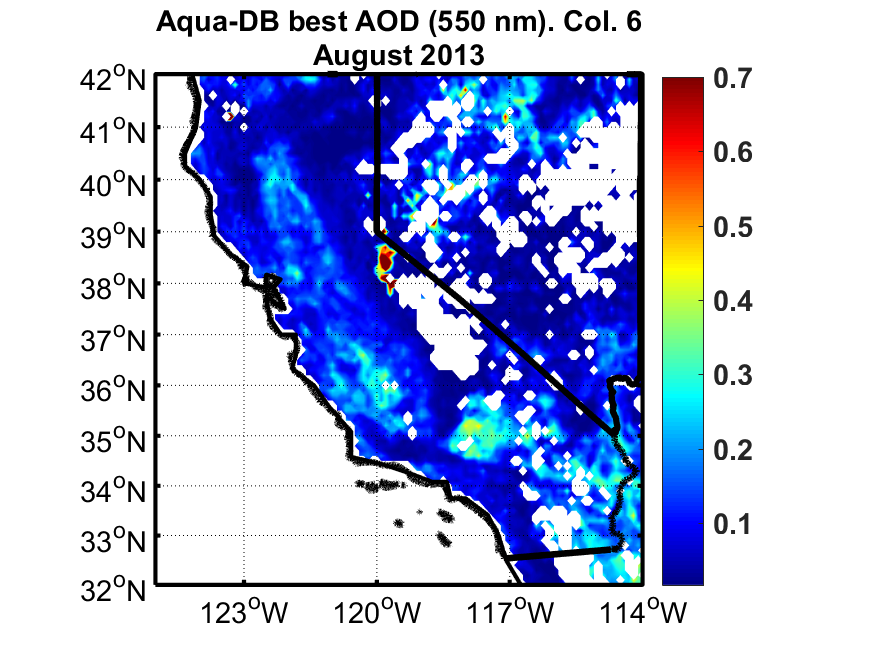 Aqua-DB best AOD (550 nm). Col. 6
August 2013
42°N
41°N
40°N
39°N
38°N
37°N
36°N
35°N
34°N
33°N
32°N
123°W 120°W 117°W 114°W
0.7
0.6
0.5
0.4
0.3
0.2
0.1